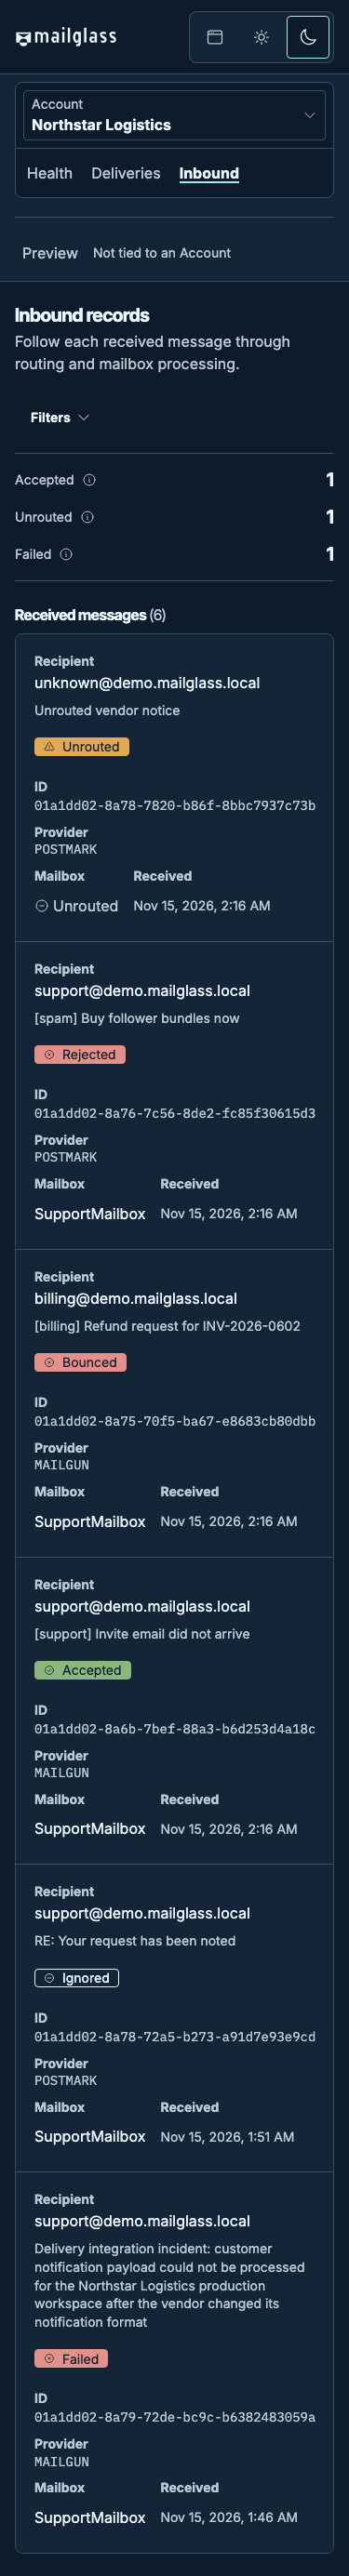 mailglass
Account
Northstar Logistics
Health Deliveries Inbound
Preview Not tied to an Account
Inbound records
Follow each received message through
routing and mailbox processing.
Filters
Accepted 1
Unrouted 1
Failed 1
Received messages (6)
Recipient
unknown@demo.mailglass.local
Unrouted vendor notice
Unrouted
ID
01a1dd02-8a78-7820-b86f-8bbc7937c73b
Provider
POSTMARK
Mailbox Received
Unrouted Nov 15, 2026, 2:16 AM
Recipient
support@demo.mailglass.local
[spam] Buy follower bundles now
Rejected
ID
01a1dd02-8a76-7c56-8de2-fc85f30615d3
Provider
POSTMARK
Mailbox Received
SupportMailbox Nov 15, 2026, 2:16 AM
Recipient
billing@demo.mailglass.local
[billing] Refund request for INV-2026-0602
Bounced
ID
01a1dd02-8a75-70f5-ba67-e8683cb80dbb
Provider
MAILGUN
Mailbox Received
SupportMailbox Nov 15, 2026, 2:16 AM
Recipient
support@demo.mailglass.local
[support] Invite email did not arrive
Accepted
ID
01a1dd02-8a6b-7bef-88a3-b6d253d4a18c
Provider
MAILGUN
Mailbox Received
SupportMailbox Nov 15, 2026, 2:16 AM
Recipient
support@demo.mailglass.local
RE: Your request has been noted
Ignored
ID
01a1dd02-8a78-72a5-b273-a91d7e93e9cd
Provider
POSTMARK
Mailbox Received
SupportMailbox Nov 15, 2026, 1:51 AM
Recipient
support@demo.mailglass.local
Delivery integration incident: customer
notification payload could not be processed
for the Northstar Logistics production
workspace after the vendor changed its
notification format
Failed
ID
01a1dd02-8a79-72de-bc9c-b6382483059a
Provider
MAILGUN
Mailbox Received
SupportMailbox Nov 15, 2026, 1:46 AM